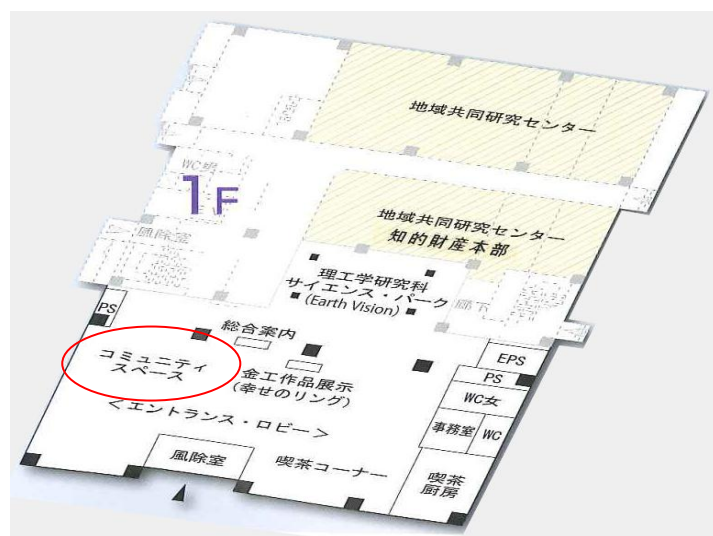 地域共同研究センター
WC
1F
地域共同研究センター
知的財産本部
風除室
理工学研究科
サイエンス・パーク
(Earth Vision)
PS
総合案内
コミュニティ
スペース
金工作品展示
(幸せのリング)
EPS
PS
WC女
＜エントランス・ロビー＞
事務室
WC
風除室
喫茶コーナー
喫茶
厨房